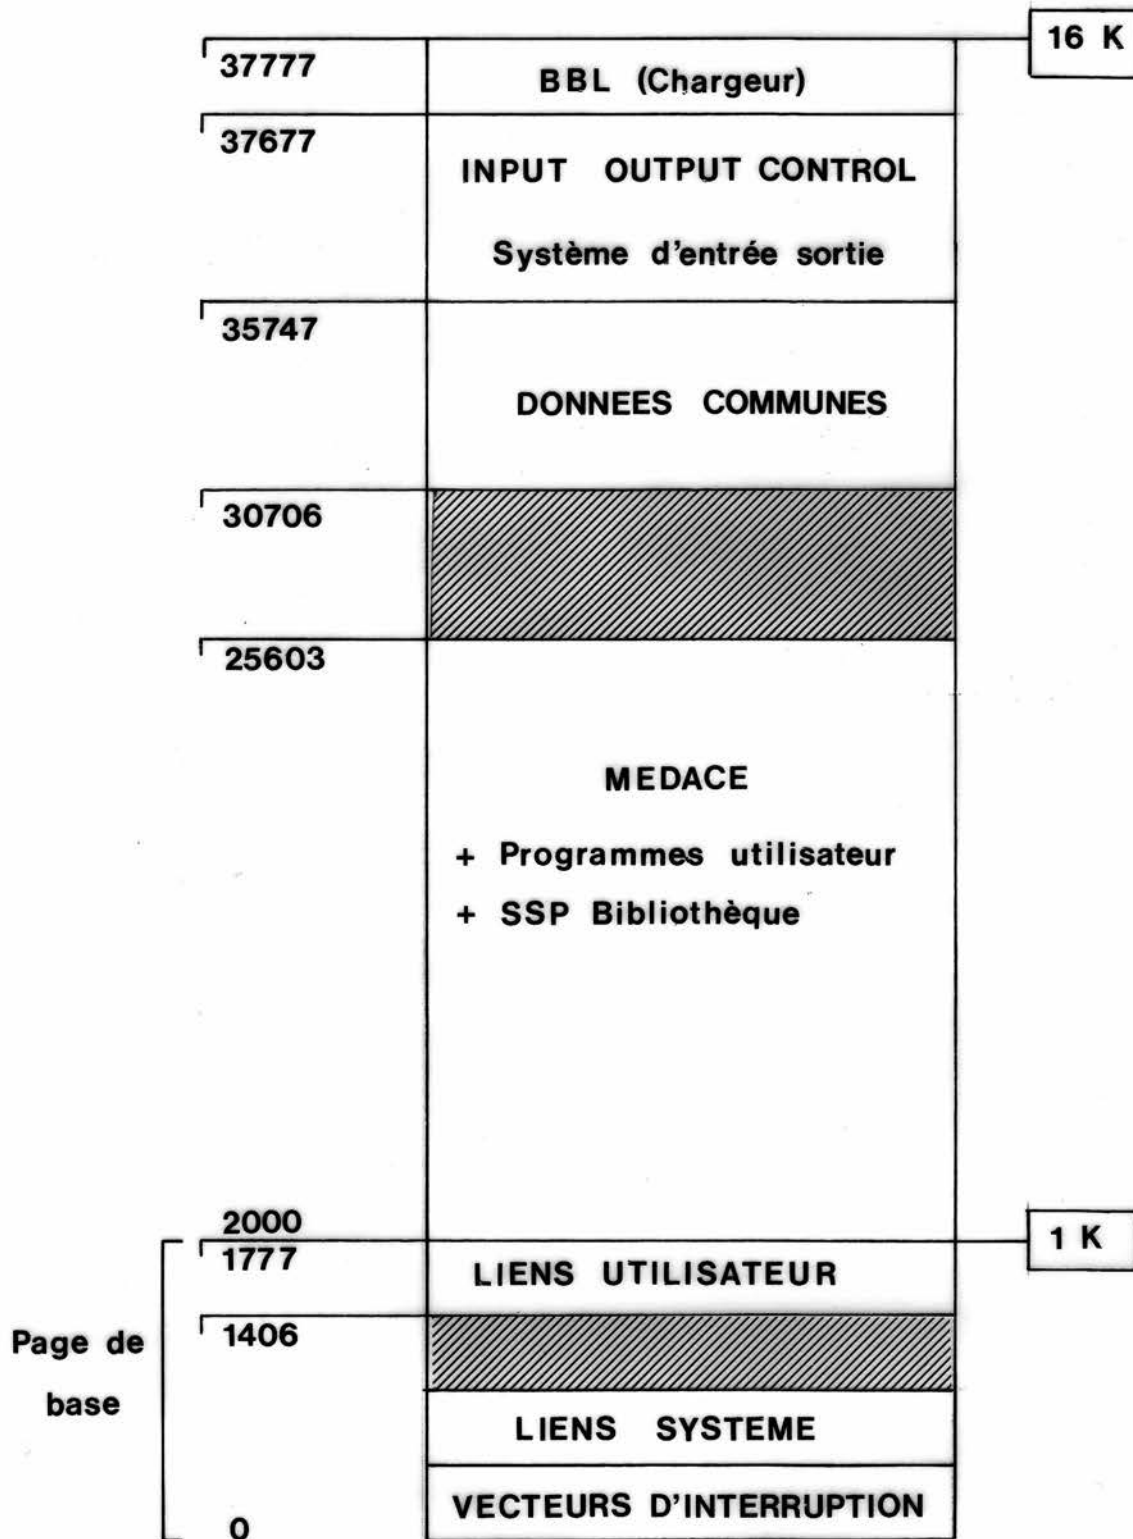 16 K
37777
BBL (Chargeur)
37677
INPUT OUTPUT CONTROL
Système d'entrée sortie
35747
DONNEES COMMUNES
30706
25603
MEDACE
+ Programmes utilisateur
+ SSP Bibliothèque
2000
1 K
1777
LIENS UTILISATEUR
1406
Page de
base
LIENS SYSTEME
VECTEURS D'INTERRUPTION
0